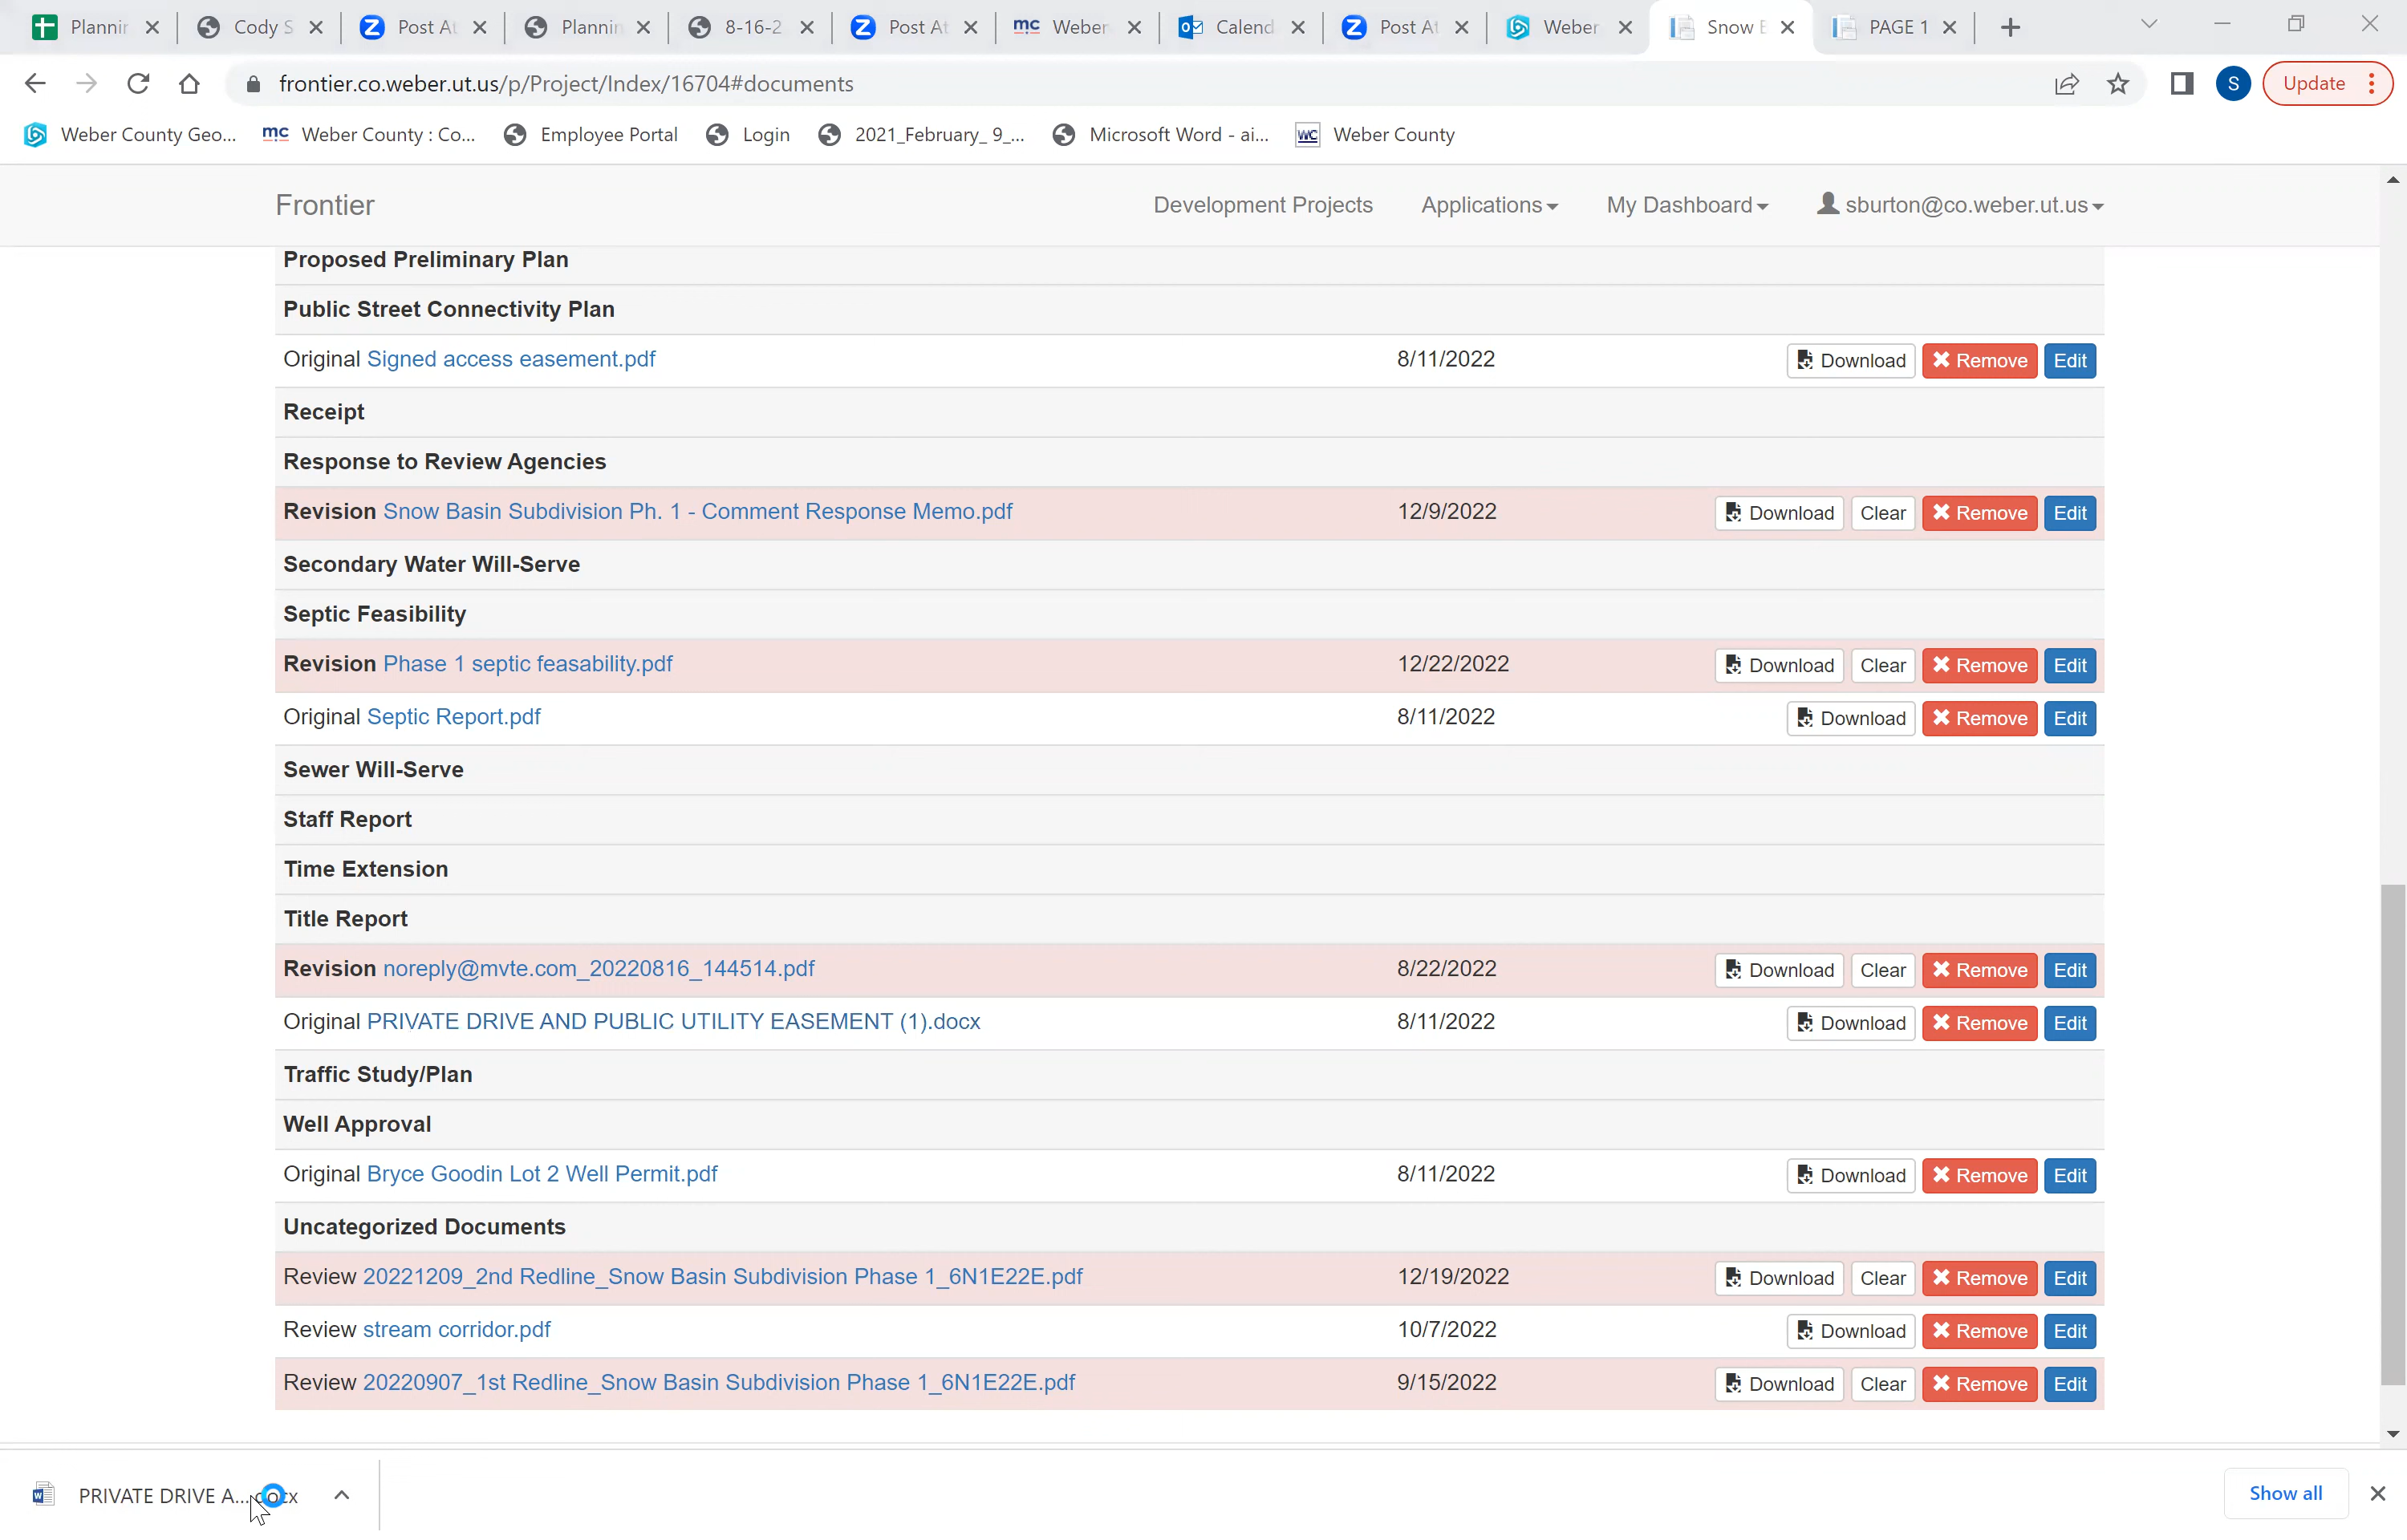 Plannin Cody S Post At Plannin 8-16-2 Post At mc Weber Calend Post At Weber Snow B PAGE 1
frontier.co.weber.ut.us/p/Project/Index/16704#documents S Update
Weber County Geo... mc Weber County : Co... Employee Portal Login 2021_February_ 9_... Microsoft Word - ai... WC Weber County
Frontier Development Projects Applications My Dashboard sburton@co.weber.ut.us
Proposed Preliminary Plan
Public Street Connectivity Plan
Original Signed access easement.pdf 8/11/2022 Download Remove Edit
Receipt
Response to Review Agencies
Revision Snow Basin Subdivision Ph. 1 - Comment Response Memo.pdf 12/9/2022 Download Clear Remove Edit
Secondary Water Will-Serve
Septic Feasibility
Revision Phase 1 septic feasability.pdf 12/22/2022 Download Clear Remove Edit
Original Septic Report.pdf 8/11/2022 Download Remove Edit
Sewer Will-Serve
Staff Report
Time Extension
Title Report
Revision noreply@mvte.com_20220816_144514.pdf 8/22/2022 Download Clear Remove Edit
Original PRIVATE DRIVE AND PUBLIC UTILITY EASEMENT (1).docx 8/11/2022 Download Remove Edit
Traffic Study/Plan
Well Approval
Original Bryce Goodin Lot 2 Well Permit.pdf 8/11/2022 Download Remove Edit
Uncategorized Documents
Review 20221209_2nd Redline_Snow Basin Subdivision Phase 1_6N1E22E.pdf 12/19/2022 Download Clear Remove Edit
Review stream corridor.pdf 10/7/2022 Download Remove Edit
Review 20220907_1st Redline_Snow Basin Subdivision Phase 1_6N1E22E.pdf 9/15/2022 Download Clear Remove Edit
PRIVATE DRIVE A....docx Show all